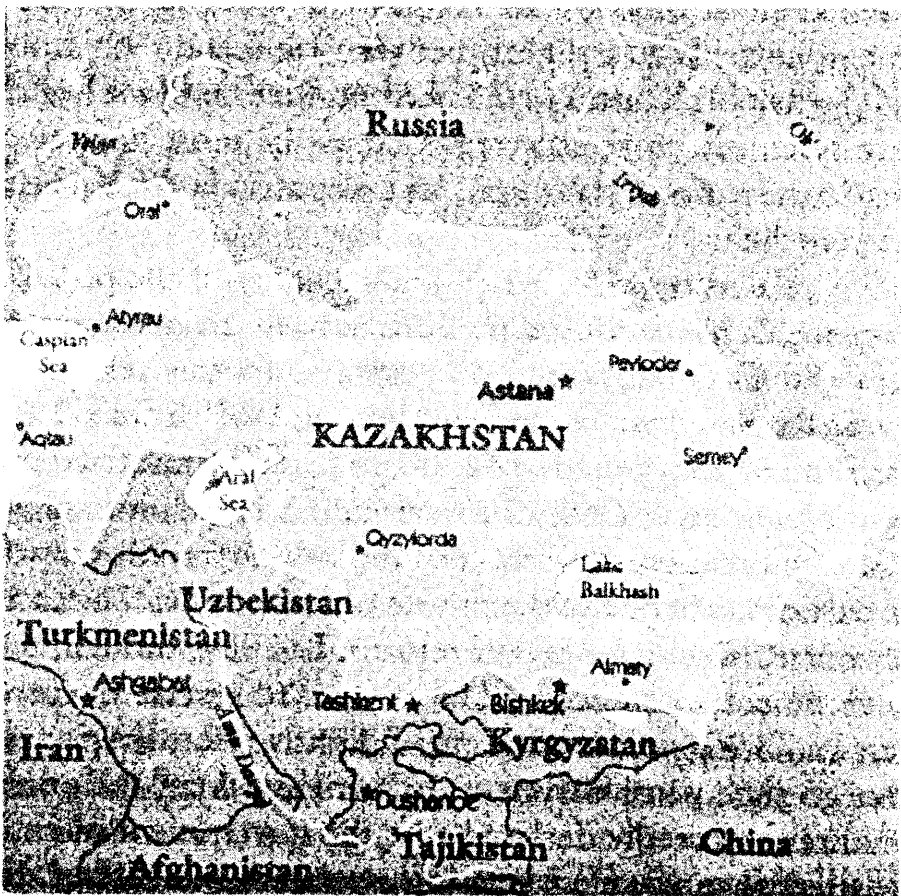 Russia
Volga
Irtysh
Oral
Atyrau
Caspian
Sea
Pavlodar
Astana
KAZAKHSTAN
Aqtau
Semey
Aral
Sea
Qyzylorda
Lake
Balkhash
Uzbekistan
Turkmenistan
Almaty
Ashgabat
Tashkent
Bishkek
Iran
Kyrgyzatan
Dushanbe
Tajikistan
China
Afghanistan